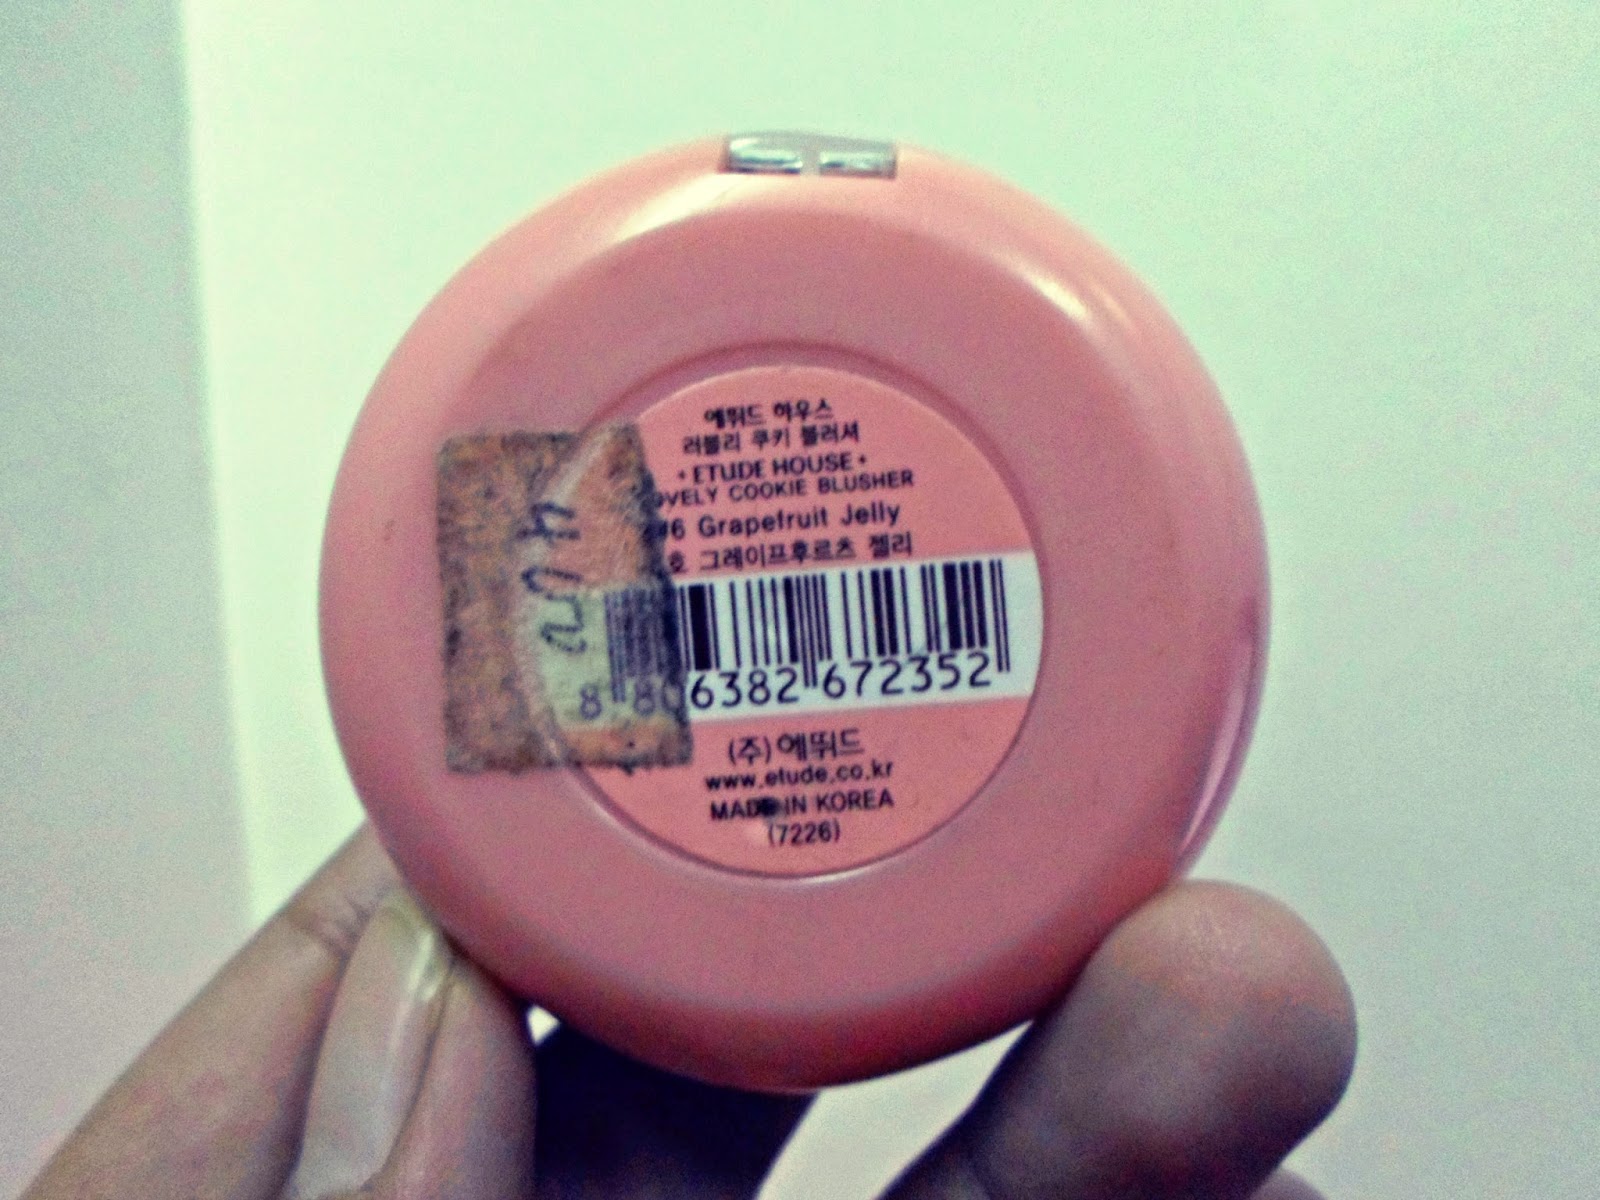 에뛰드 하우스
러블리 쿠키 블러셔
• ETUDE HOUSE •
LOVELY COOKIE BLUSHER
#6 Grapefruit Jelly
호 그레이프후르츠 젤리
8 806382 672352
(주) 에뛰드
www.etude.co.kr
MADE IN KOREA
(7226)